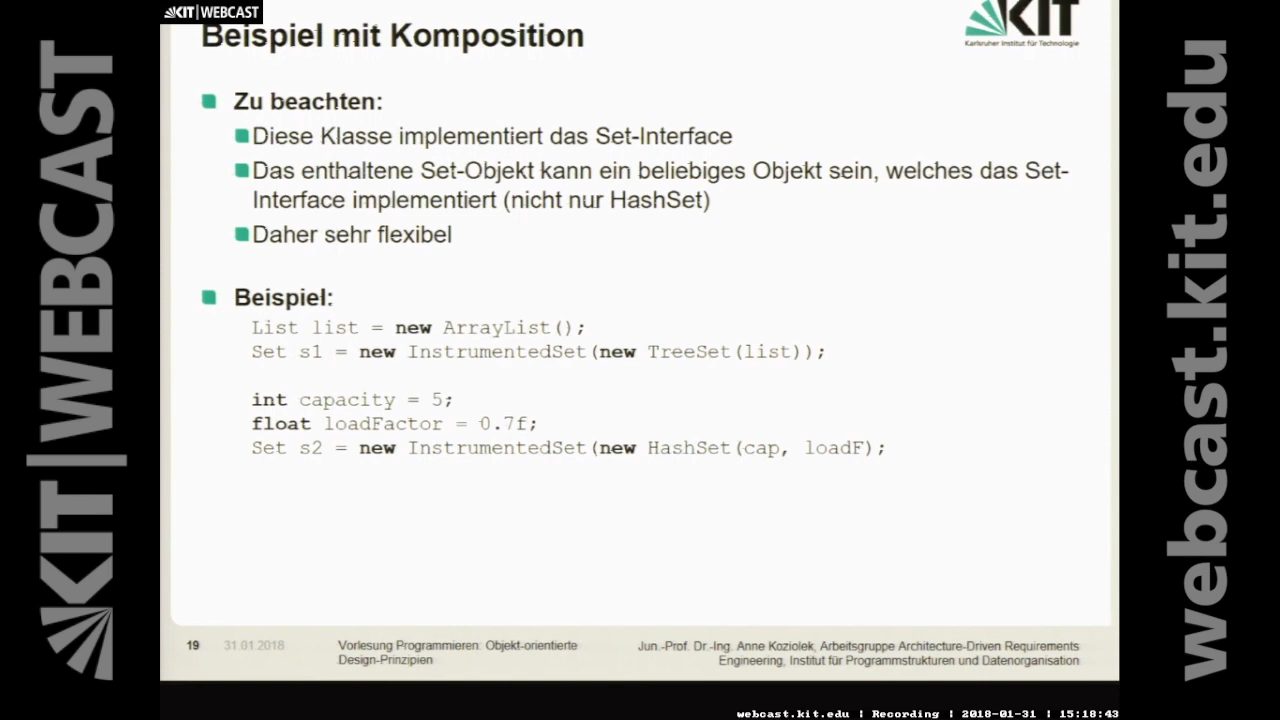 KIT|WEBCAST
KIT|WEBCAST
webcast.kit.edu
Beispiel mit Komposition
KIT
Karlsruher Institut für Technologie
Zu beachten:
Diese Klasse implementiert das Set-Interface
Das enthaltene Set-Objekt kann ein beliebiges Objekt sein, welches das Set-
Interface implementiert (nicht nur HashSet)
Daher sehr flexibel
Beispiel:
List list = new ArrayList();
Set s1 = new InstrumentedSet(new TreeSet(list));
int capacity = 5;
float loadFactor = 0.7f;
Set s2 = new InstrumentedSet(new HashSet(cap, loadF);
19 31.01.2018 Vorlesung Programmieren: Objekt-orientierte
Design-Prinzipien
Jun.-Prof. Dr.-Ing. Anne Koziolek, Arbeitsgruppe Architecture-Driven Requirements
Engineering, Institut für Programmstrukturen und Datenorganisation
webcast.kit.edu | Recording | 2018-01-31 | 15:18:43